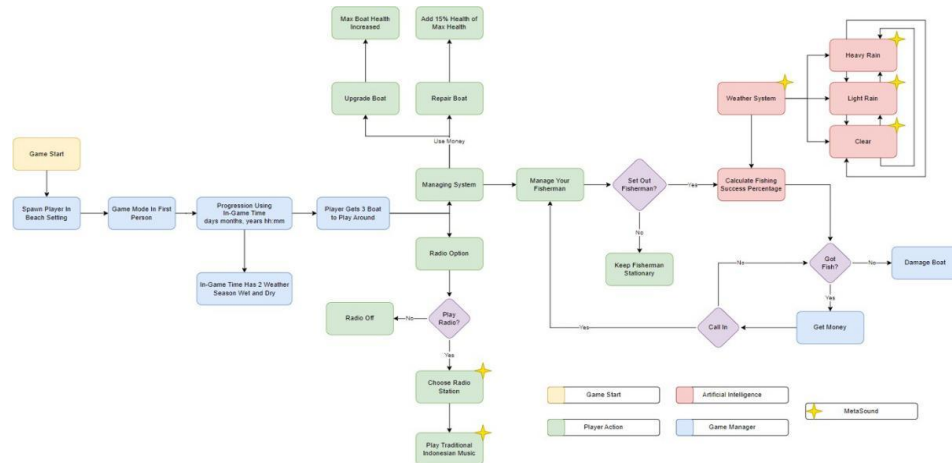 Max Boat Health
Increased
Add 15% Health of
Max Health
Heavy Rain
Upgrade Boat
Repair Boat
Weather System
Light Rain
Use Money
Clear
Game Start
Managing System
Manage Your
Fisherman
Set Out
Fisherman?
Yes
Calculate Fishing
Success Percentage
Spawn Player In
Beach Setting
Game Mode In First
Person
Progression Using
In-Game Time
days months, years hh:mm
Player Gets 3 Boat
to Play Around
No
Radio Option
Keep Fisherman
Stationary
No
Got
Fish?
No
Damage Boat
In-Game Time Has 2 Weather
Season Wet and Dry
Yes
Radio Off
No
Play
Radio?
Yes
Call In
Get Money
Yes
Choose Radio
Station
Play Traditional
Indonesian Music
Game Start
Artificial Intelligence
MetaSound
Player Action
Game Manager